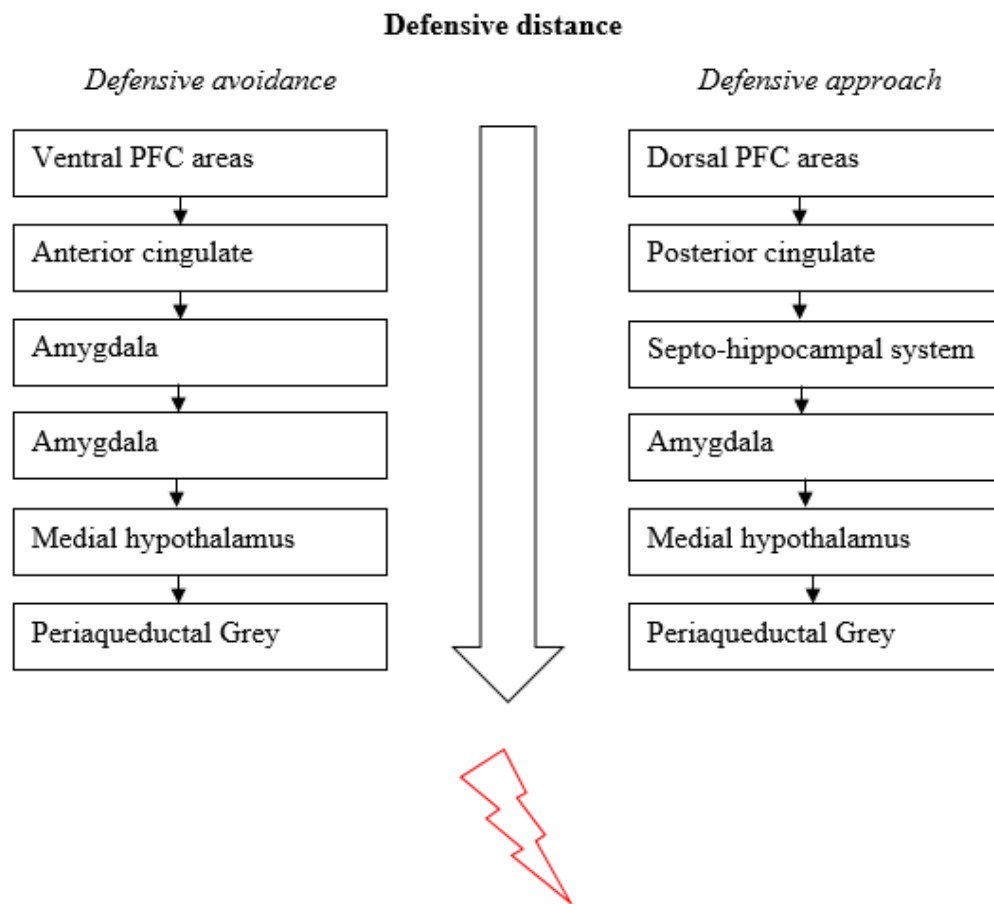 Defensive distance
Defensive avoidance
Ventral PFC areas
Anterior cingulate
Amygdala
Amygdala
Medial hypothalamus
Periaqueductal Grey
Defensive approach
Dorsal PFC areas
Posterior cingulate
Septo-hippocampal system
Amygdala
Medial hypothalamus
Periaqueductal Grey